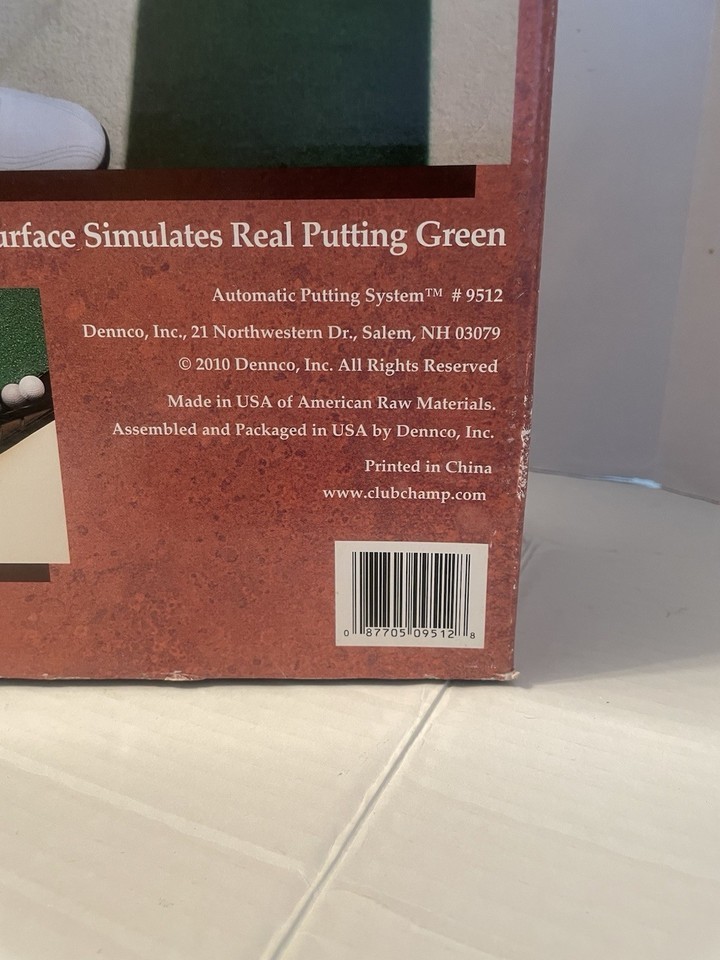 Simulates Real Putting Green
Automatic Putting System™ # 9512
Dennco, Inc., 21 Northwestern Dr., Salem, NH 03079
© 2010 Dennco, Inc. All Rights Reserved
Made in USA of American Raw Materials.
Assembled and Packaged in USA by Dennco, Inc.
Printed in China
www.clubchamp.com
0 87705 09512 8